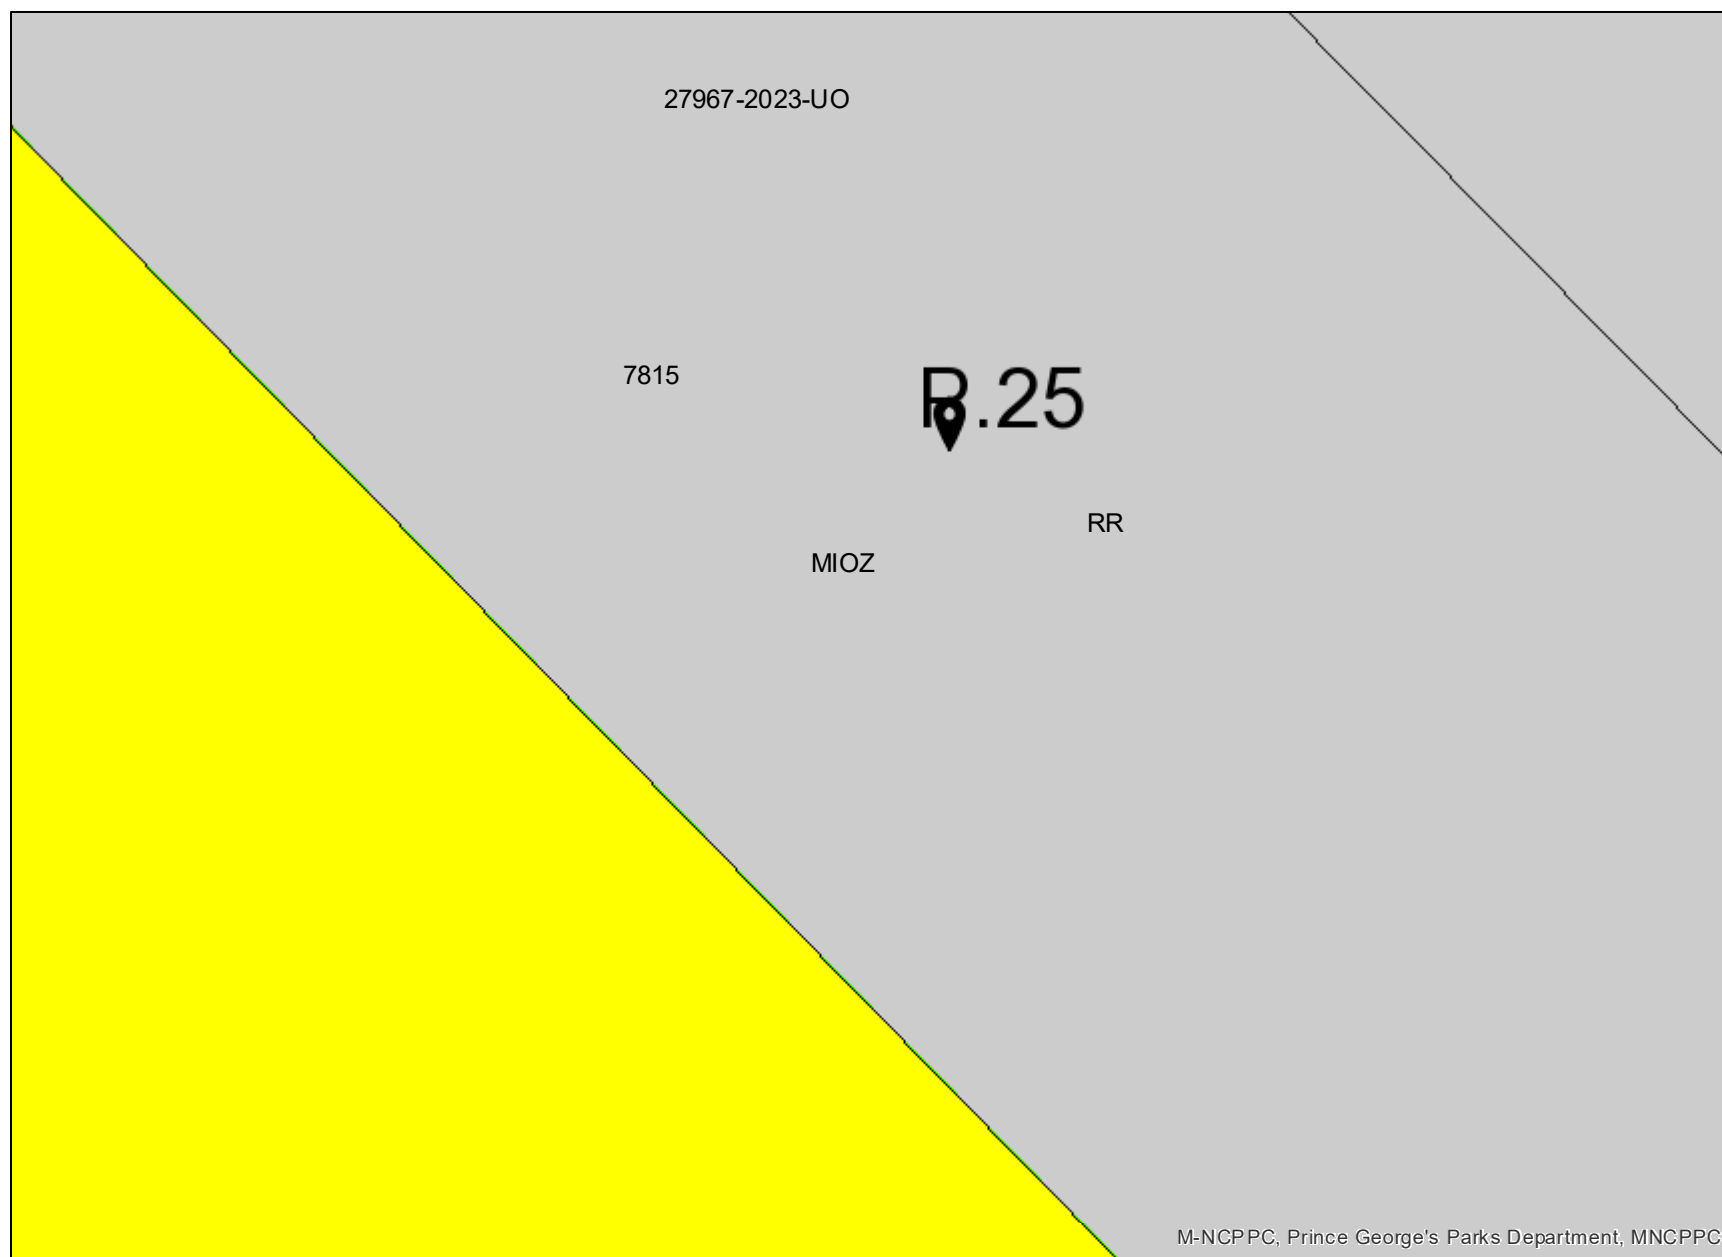 27967-2023-UO
7815
P.25
RR
MIOZ
M-NCPPC, Prince George's Parks Department, MNCPPC